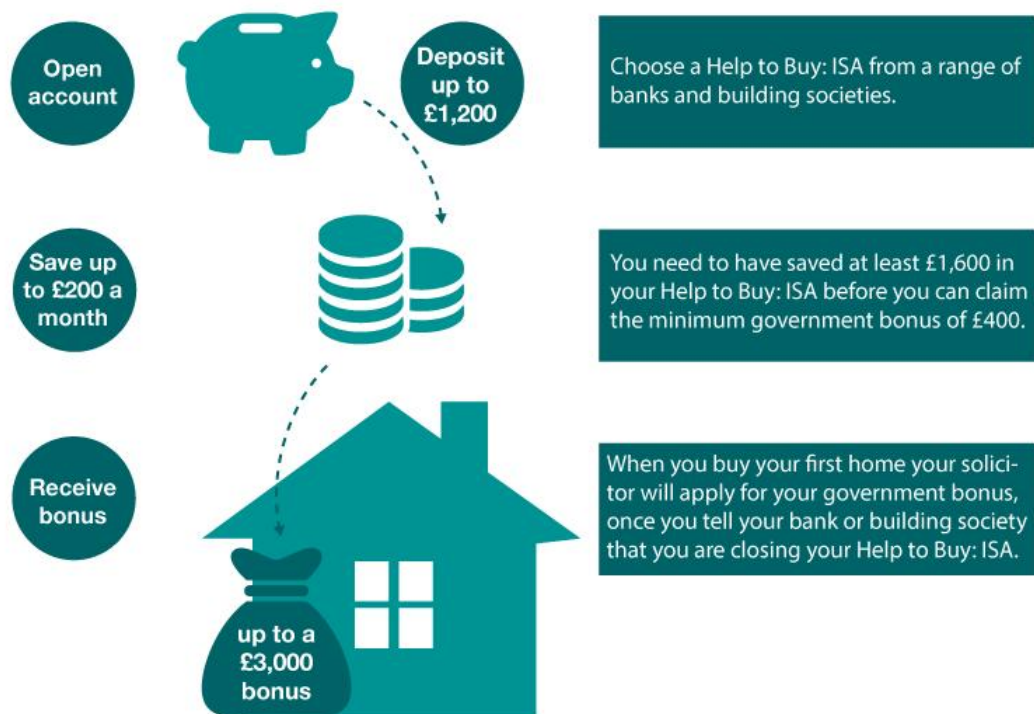 Open
account
Deposit
up to
£1,200
Choose a Help to Buy: ISA from a range of
banks and building societies.
Save up
to £200 a
month
You need to have saved at least £1,600 in
your Help to Buy: ISA before you can claim
the minimum government bonus of £400.
Receive
bonus
When you buy your first home your solici-
tor will apply for your government bonus,
once you tell your bank or building society
that you are closing your Help to Buy: ISA.
up to a
£3,000
bonus